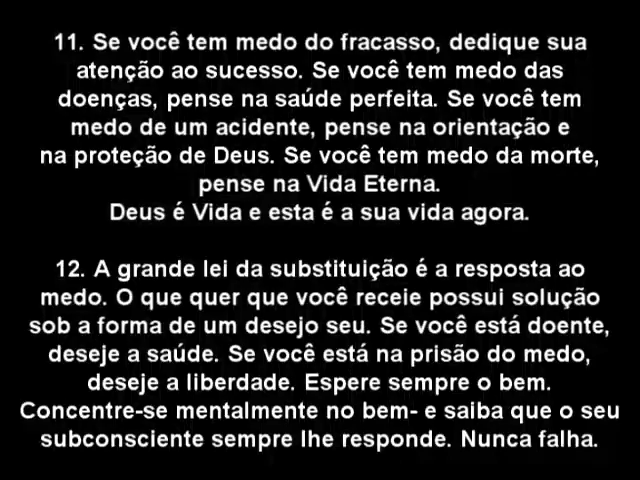 11. Se você tem medo do fracasso, dedique sua
atenção ao sucesso. Se você tem medo das
doenças, pense na saúde perfeita. Se você tem
medo de um acidente, pense na orientação e
na proteção de Deus. Se você tem medo da morte,
pense na Vida Eterna.
Deus é Vida e esta é a sua vida agora.
12. A grande lei da substituição é a resposta ao
medo. O que quer que você receie possui solução
sob a forma de um desejo seu. Se você está doente,
deseje a saúde. Se você está na prisão do medo,
deseje a liberdade. Espere sempre o bem.
Concentre-se mentalmente no bem- e saiba que o seu
subconsciente sempre lhe responde. Nunca falha.